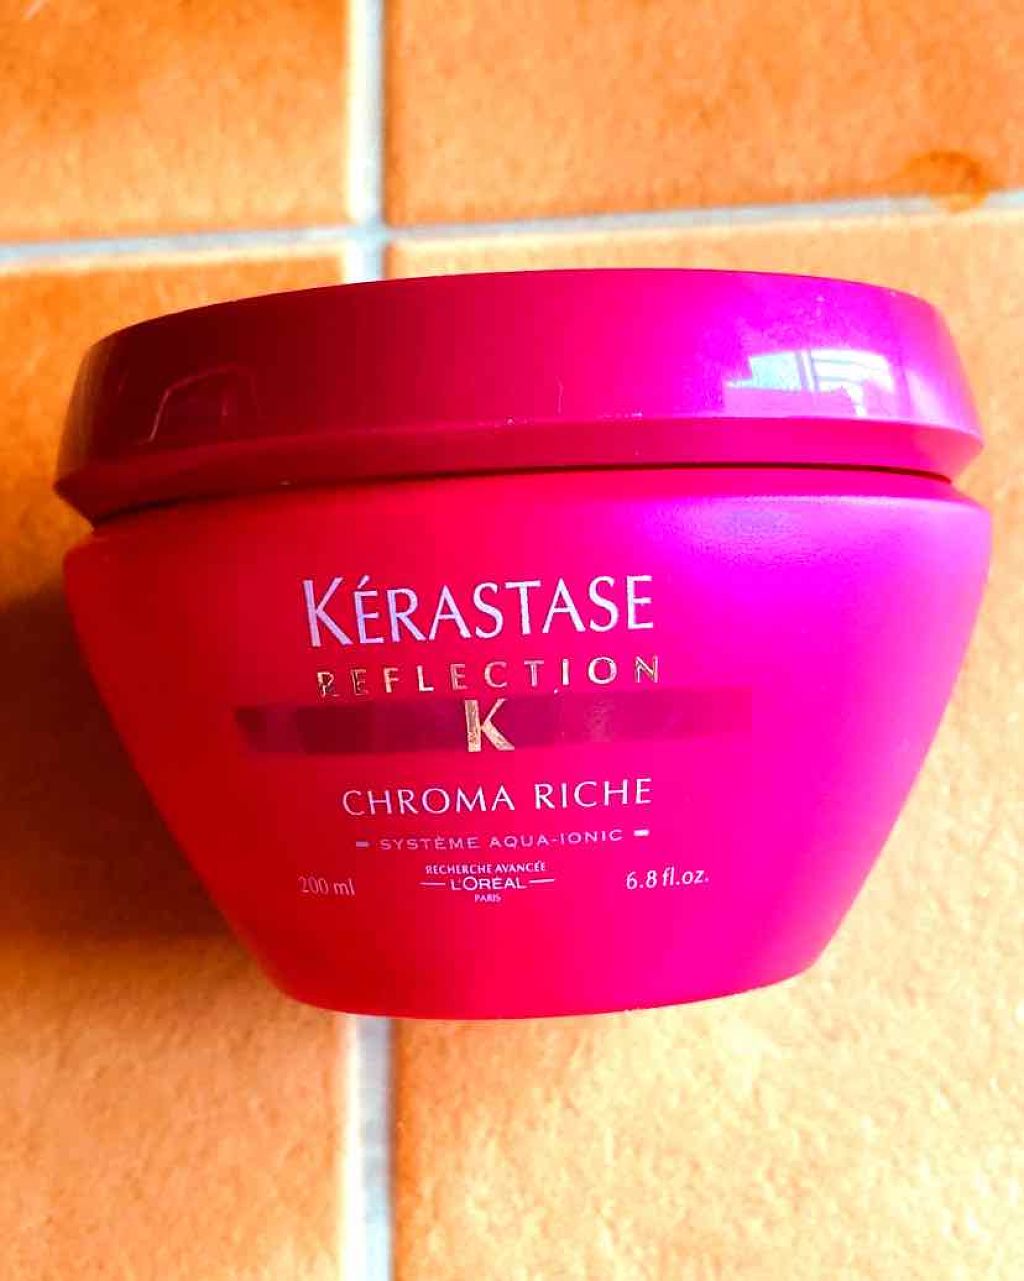 KÉRASTASE
REFLECTION
K
CHROMA RICHE
SYSTÈME AQUA-IONIC
200 ml
RECHERCHE AVANCÉE
L'ORÉAL
PARIS
6.8 fl.oz.